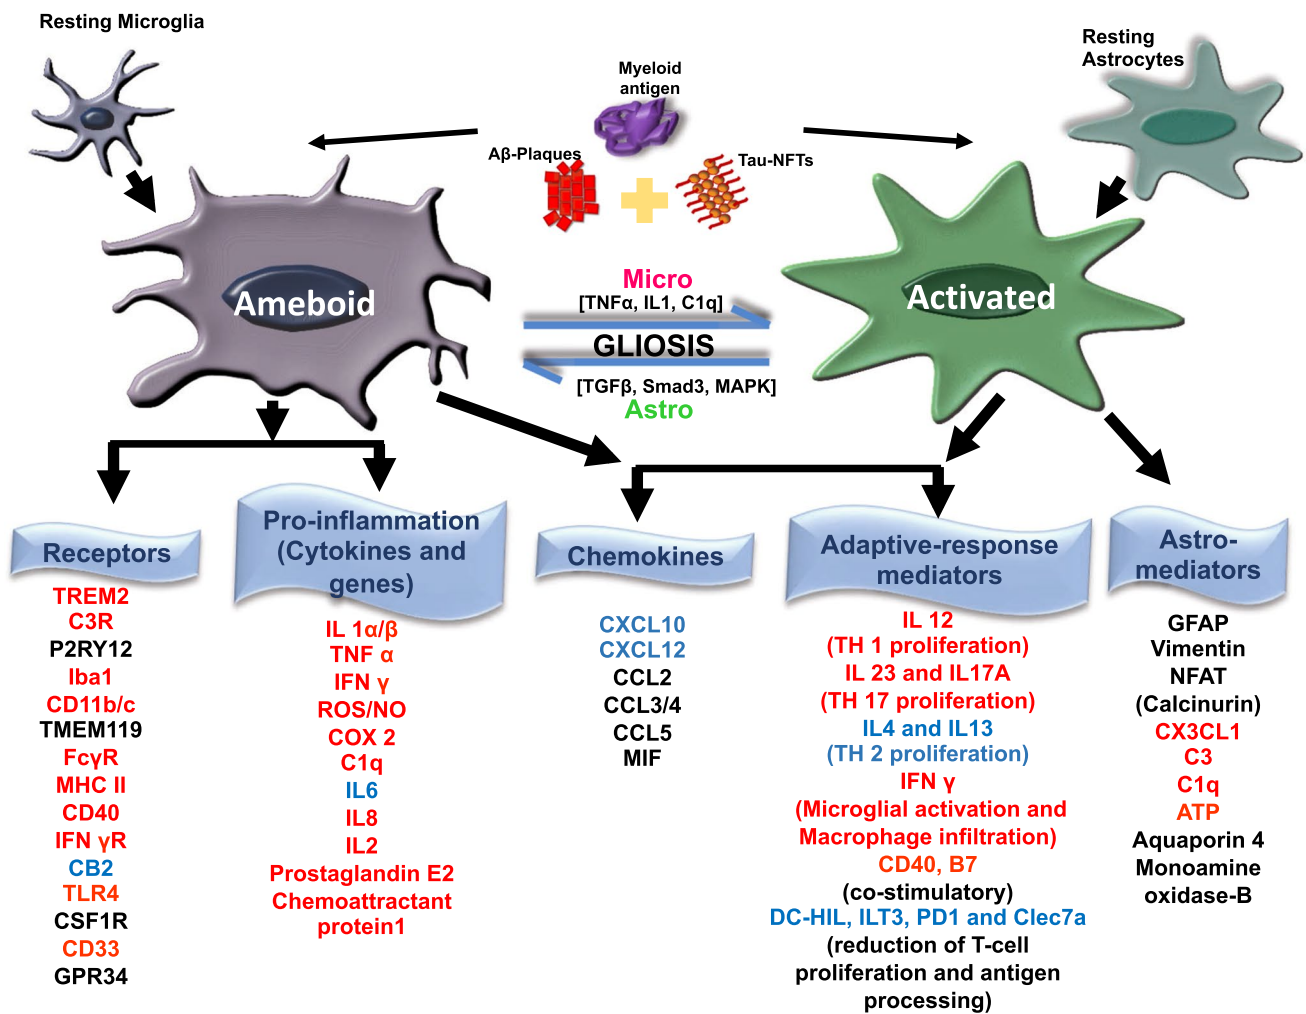 Resting Microglia
Resting
Astrocytes
Myeloid
antigen
Aβ-Plaques
Tau-NFTs
Ameboid
Activated
Micro
[TNFα, IL1, C1q]
GLIOSIS
[TGFβ, Smad3, MAPK]
Astro
Receptors
TREM2
C3R
P2RY12
Iba1
CD11b/c
TMEM119
FcγR
MHC II
CD40
IFN γR
CB2
TLR4
CSF1R
CD33
GPR34
Pro-inflammation
(Cytokines and
genes)
IL 1α/β
TNF α
IFN γ
ROS/NO
COX 2
C1q
IL6
IL8
IL2
Prostaglandin E2
Chemoattractant
protein1
Chemokines
CXCL10
CXCL12
CCL2
CCL3/4
CCL5
MIF
Adaptive-response
mediators
IL 12
(TH 1 proliferation)
IL 23 and IL17A
(TH 17 proliferation)
IL4 and IL13
(TH 2 proliferation)
IFN γ
(Microglial activation and
Macrophage infiltration)
CD40, B7
(co-stimulatory)
DC-HIL, ILT3, PD1 and Clec7a
(reduction of T-cell
proliferation and antigen
processing)
Astro-
mediators
GFAP
Vimentin
NFAT
(Calcinurin)
CX3CL1
C3
C1q
ATP
Aquaporin 4
Monoamine
oxidase-B